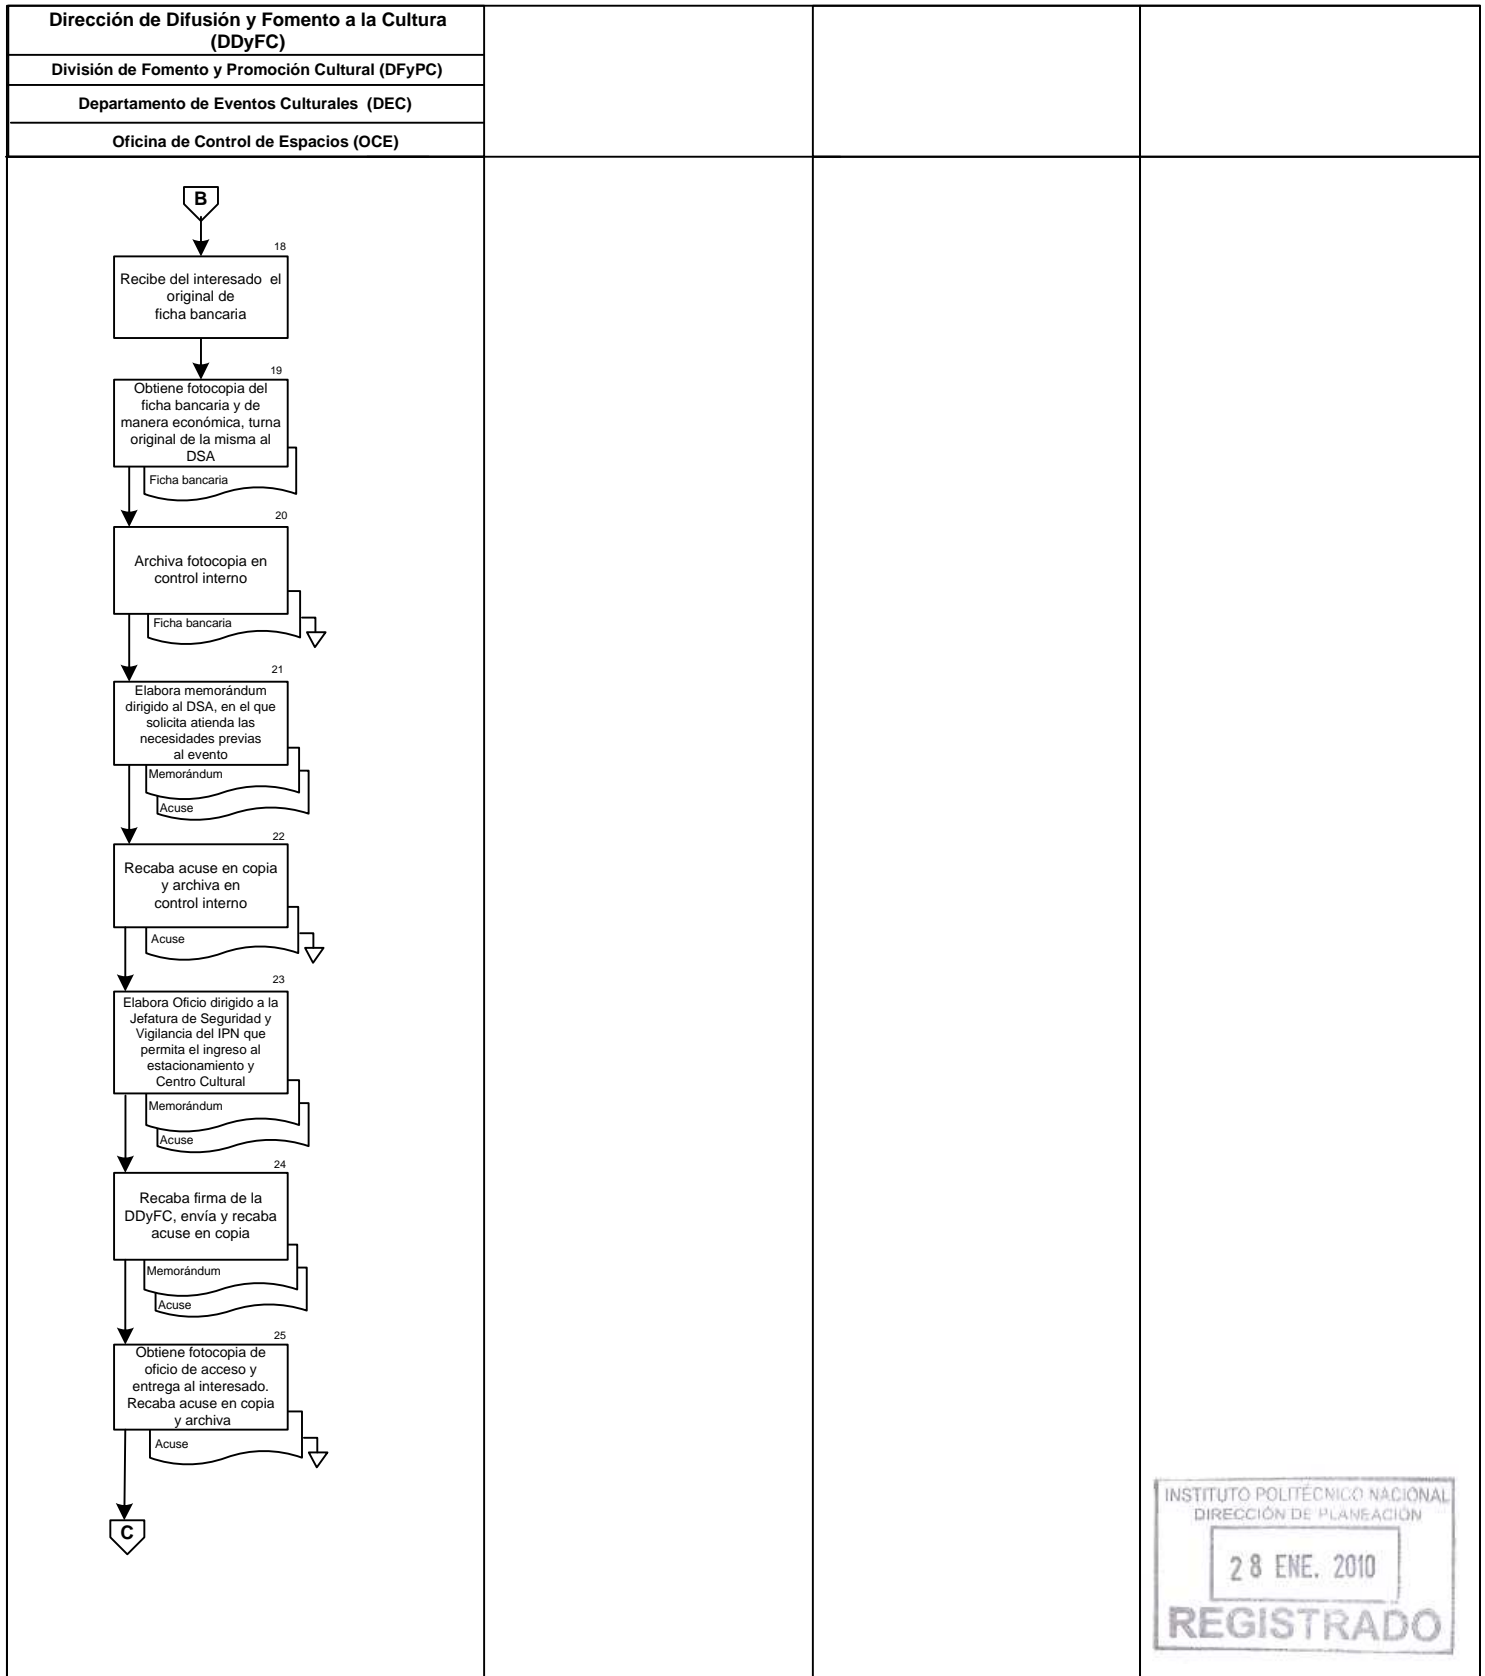 Dirección de Difusión y Fomento a la Cultura
(DDyFC)
División de Fomento y Promoción Cultural (DFyPC)
Departamento de Eventos Culturales (DEC)
Oficina de Control de Espacios (OCE)
B
18
Recibe del interesado el
original de
ficha bancaria
19
Obtiene fotocopia del
ficha bancaria y de
manera económica, turna
original de la misma al
DSA
Ficha bancaria
20
Archiva fotocopia en
control interno
Ficha bancaria
21
Elabora memorándum
dirigido al DSA, en el que
solicita atienda las
necesidades previas
al evento
Memorándum
Acuse
22
Recaba acuse en copia
y archiva en
control interno
Acuse
23
Elabora Oficio dirigido a la
Jefatura de Seguridad y
Vigilancia del IPN que
permita el ingreso al
estacionamiento y
Centro Cultural
Memorándum
Acuse
24
Recaba firma de la
DDyFC, envía y recaba
acuse en copia
Memorándum
Acuse
25
Obtiene fotocopia de
oficio de acceso y
entrega al interesado.
Recaba acuse en copia
y archiva
Acuse
C
INSTITUTO POLITÉCNICO NACIONAL
DIRECCIÓN DE PLANEACIÓN
28 ENE. 2010
REGISTRADO